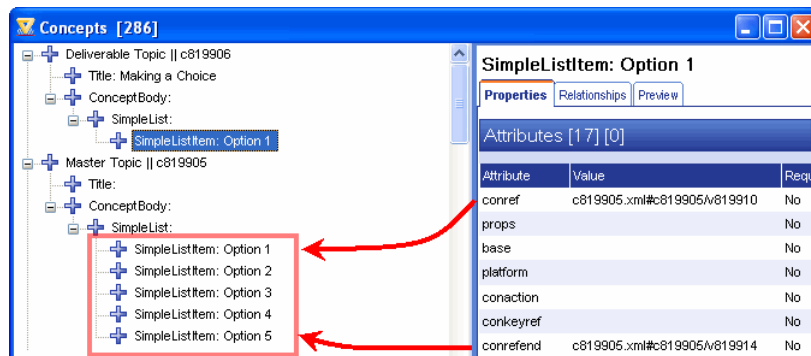 Concepts [286]
Deliverable Topic || c819906
Title: Making a Choice
ConceptBody:
SimpleList:
SimpleListItem: Option 1
Master Topic || c819905
Title:
ConceptBody:
SimpleList:
SimpleListItem: Option 1
SimpleListItem: Option 2
SimpleListItem: Option 3
SimpleListItem: Option 4
SimpleListItem: Option 5
SimpleListItem: Option 1
Properties Relationships Preview
Attributes [17] [0]
Attribute Value Requ
conref c819905.xml#c819905/v819910 No
props No
base No
platform No
conaction No
conkeyref No
conrefend c819905.xml#c819905/v819914 No